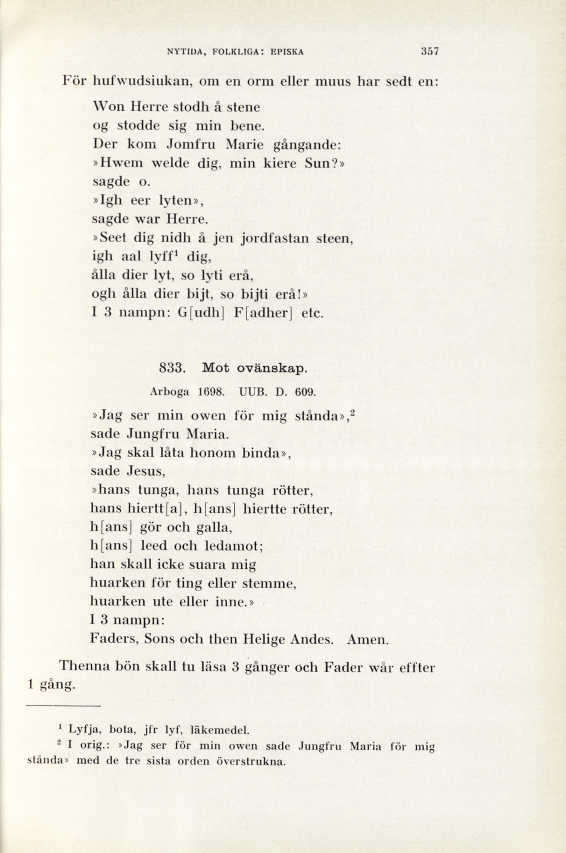 NYTIDA, FOLKLIGA: EPISKA 357
För hufwudsiukan, om en orm eller muus har sedt en:
Won Herre stodh å stene
og stodde sig min bene.
Der kom Jomfru Marie gångande:
»Hwem welde dig, min kiere Sun?»
sagde o.
»Igh eer lyten»,
sagde war Herre.
»Seet dig nidh å jen jordfastan steen,
igh aal lyff¹ dig,
ålla dier lyt, so lyti erå,
ogh ålla dier bijt, so bijti erå!»
I 3 nampn: G[udh] F[adher] etc.
833. Mot ovänskap.
Arboga 1698. UUB. D. 609.
»Jag ser min owen för mig stånda»,²
sade Jungfru Maria.
»Jag skal låta honom binda»,
sade Jesus,
»hans tunga, hans tunga rötter,
hans hiertt[a], h[ans] hiertte rötter,
h[ans] gör och galla,
h[ans] leed och ledamot;
han skall icke suara mig
huarken för ting eller stemme,
huarken ute eller inne.»
I 3 nampn:
Faders, Sons och then Helige Andes. Amen.
Thenna bön skall tu läsa 3 gånger och Fader wår effter
1 gång.
¹ Lyfja, bota, jfr lyf, läkemedel.
² I orig.: »Jag ser för min owen sade Jungfru Maria för mig
stånda» med de tre sista orden överstrukna.